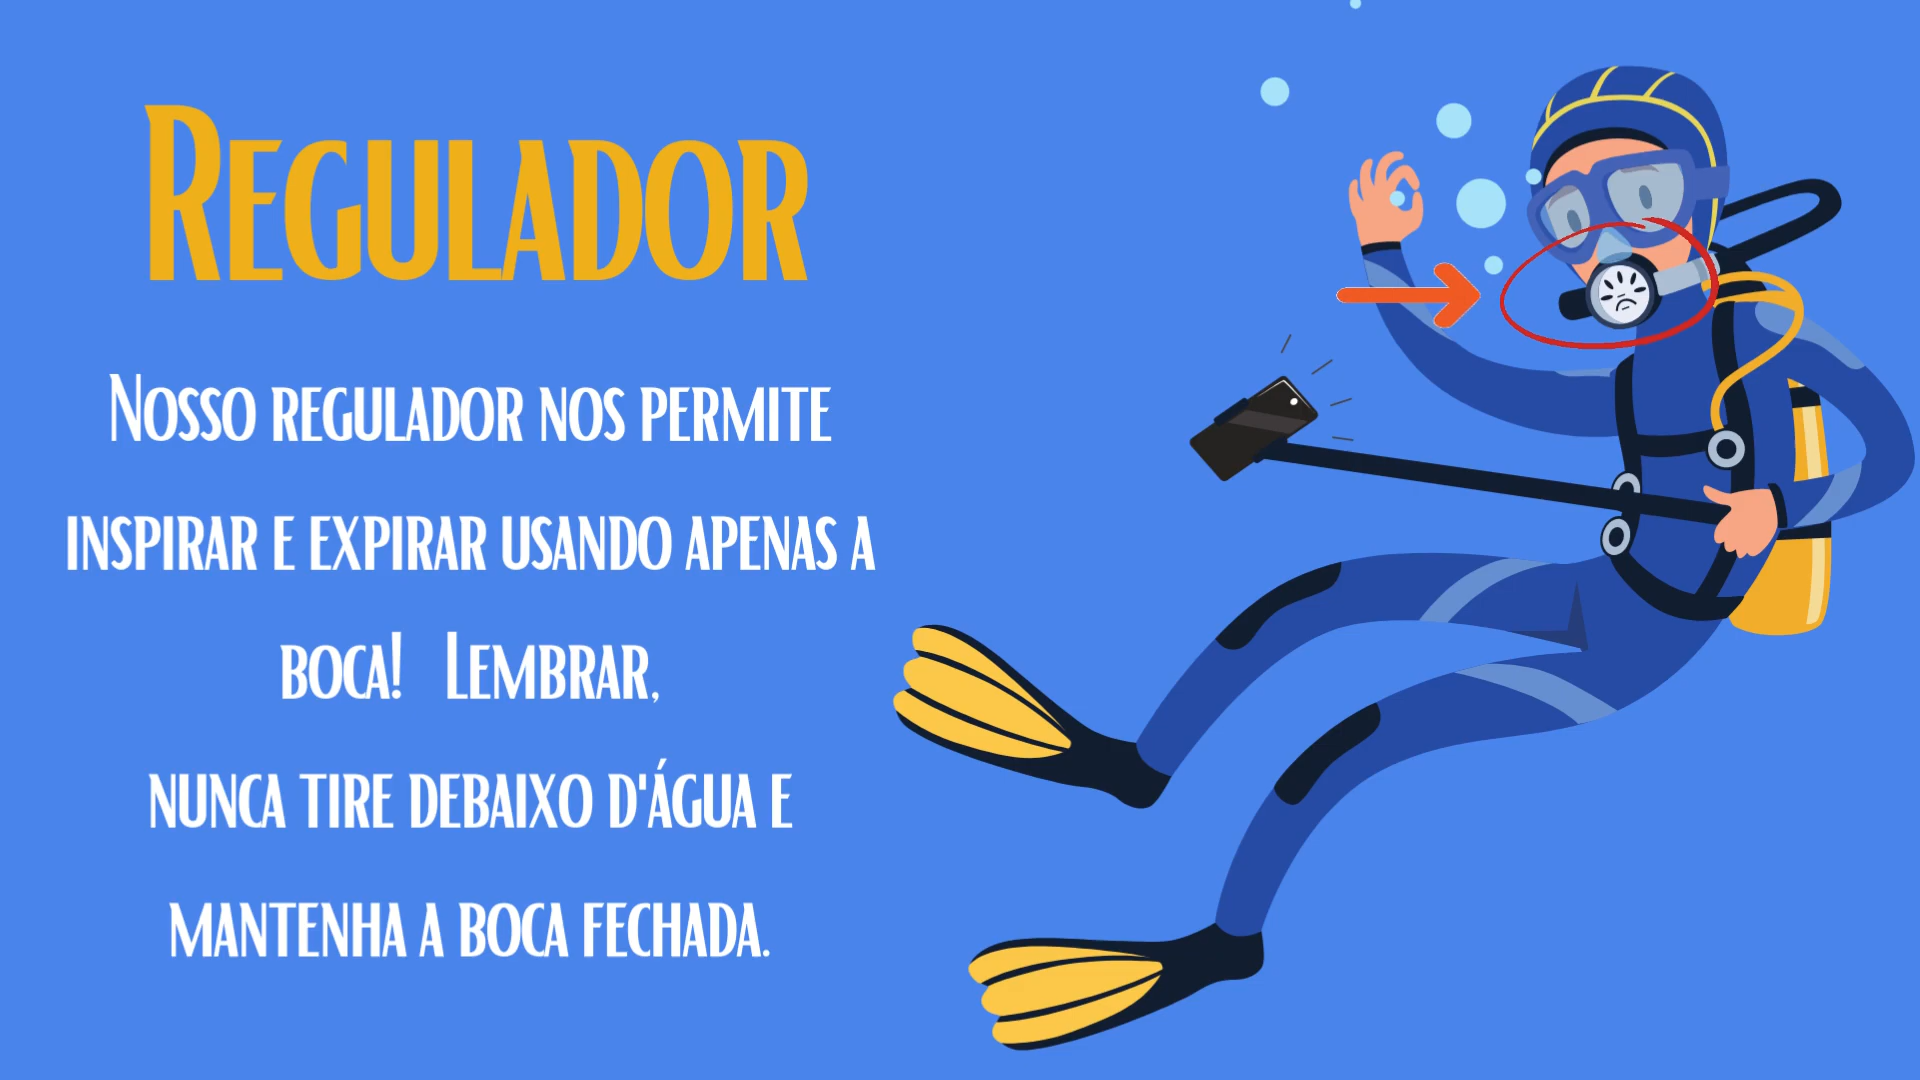 Regulador
Nosso regulador nos permite
inspirar e expirar usando apenas a
boca! Lembrar,
nunca tire debaixo d'água e
mantenha a boca fechada.